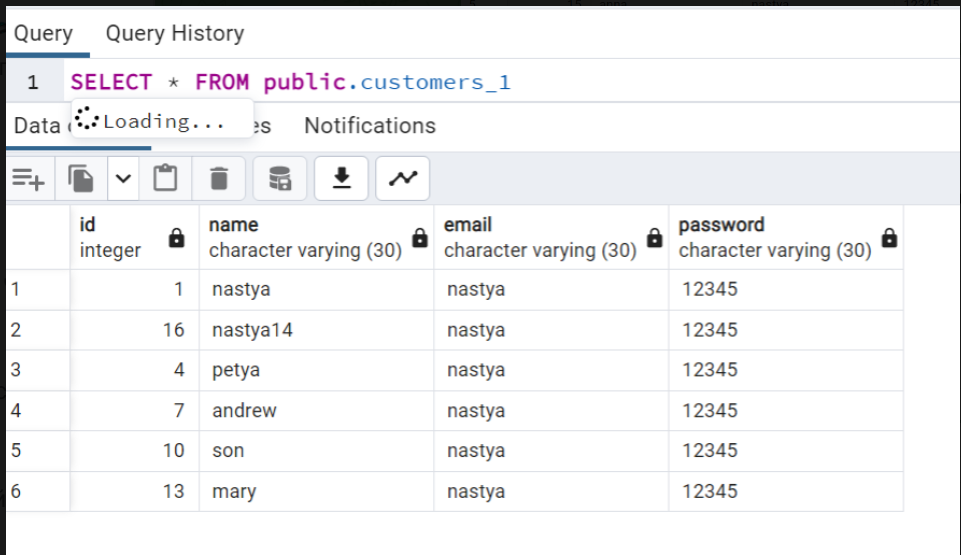 Query Query History
1 SELECT * FROM public.customers_1
Data Loading... es Notifications
id name email password
integer character varying (30) character varying (30) character varying (30)
1 1 nastya nastya 12345
2 16 nastya14 nastya 12345
3 4 petya nastya 12345
4 7 andrew nastya 12345
5 10 son nastya 12345
6 13 mary nastya 12345